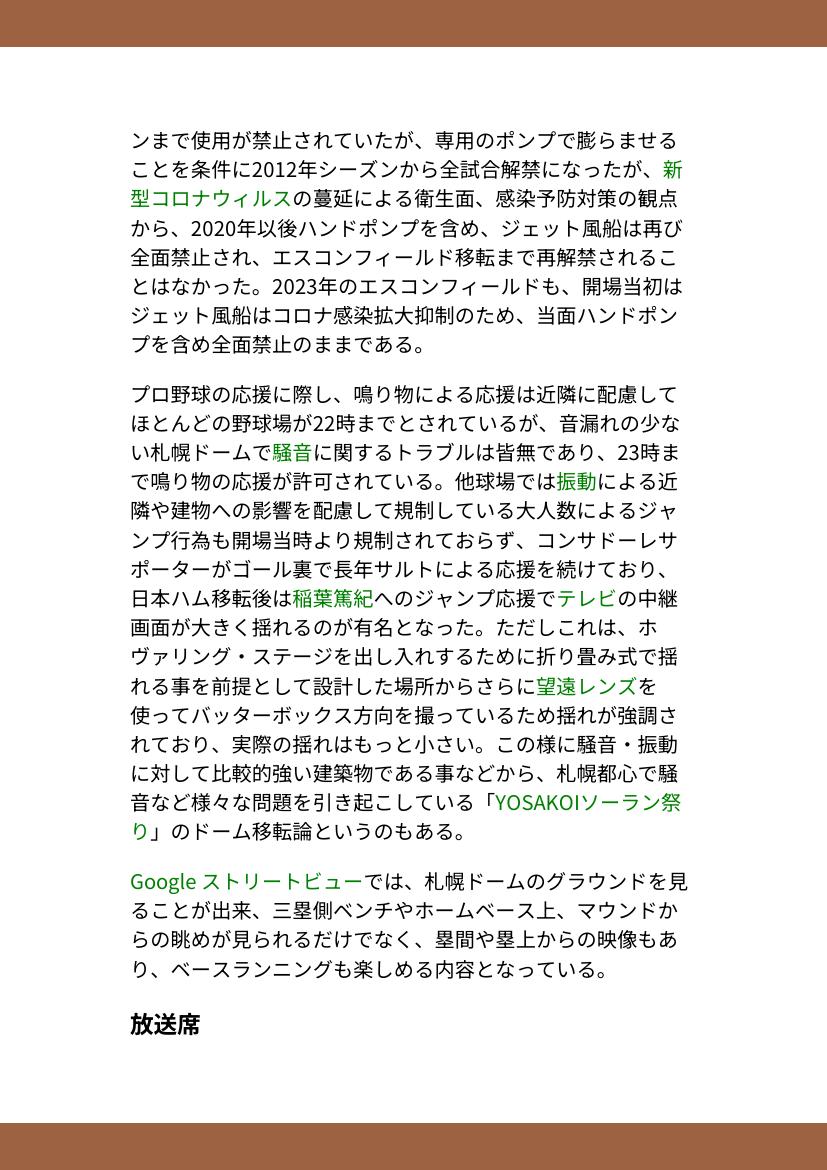 ンまで使用が禁止されていたが、専用のポンプで膨らませる
ことを条件に2012年シーズンから全試合解禁になったが、新
型コロナウィルスの蔓延による衛生面、感染予防対策の観点
から、2020年以後ハンドポンプを含め、ジェット風船は再び
全面禁止され、エスコンフィールド移転まで再解禁されるこ
とはなかった。2023年のエスコンフィールドも、開場当初は
ジェット風船はコロナ感染拡大抑制のため、当面ハンドポン
プを含め全面禁止のままである。
プロ野球の応援に際し、鳴り物による応援は近隣に配慮して
ほとんどの野球場が22時までとされているが、音漏れの少な
い札幌ドームで騒音に関するトラブルは皆無であり、23時ま
で鳴り物の応援が許可されている。他球場では振動による近
隣や建物への影響を配慮して規制している大人数によるジャ
ンプ行為も開場当時より規制されておらず、コンサドーレサ
ポーターがゴール裏で長年サルトによる応援を続けており、
日本ハム移転後は稲葉篤紀へのジャンプ応援でテレビの中継
画面が大きく揺れるのが有名となった。ただしこれは、ホ
ヴァリング・ステージを出し入れするために折り畳み式で揺
れる事を前提として設計した場所からさらに望遠レンズを
使ってバッターボックス方向を撮っているため揺れが強調さ
れており、実際の揺れはもっと小さい。この様に騒音・振動
に対して比較的強い建築物である事などから、札幌都心で騒
音など様々な問題を引き起こしている「YOSAKOIソーラン祭
り」のドーム移転論というのもある。
Google ストリートビューでは、札幌ドームのグラウンドを見
ることが出来、三塁側ベンチやホームベース上、マウンドか
らの眺めが見られるだけでなく、塁間や塁上からの映像もあ
り、ベースランニングも楽しめる内容となっている。
放送席